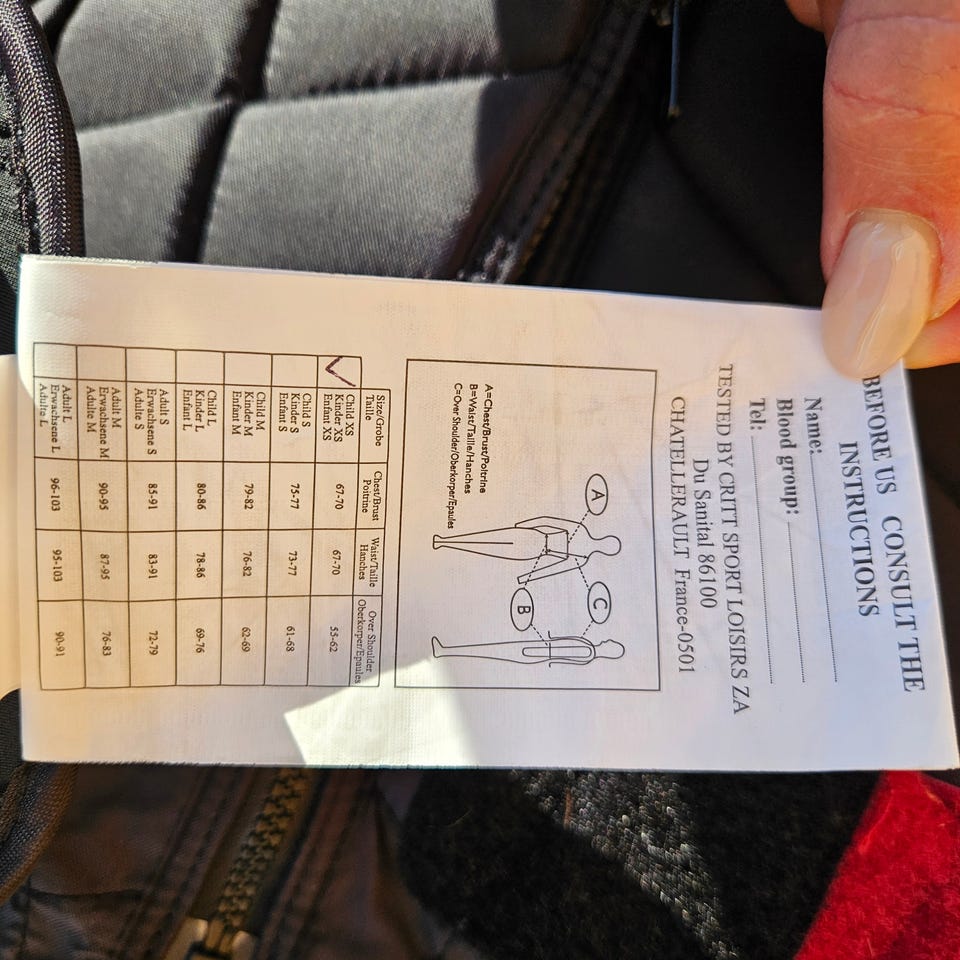 BEFORE US CONSULT THE
INSTRUCTIONS
Name:
Blood group:
Tel:
TESTED BY CRITT SPORT LOISIRS ZA
Du Sanital 86100
CHATELLERAULT France-0501
A
C
B
A=Chest/Brust/Poitrine
B=Waist/Taille/Hanches
C=Over Shoulder/Oberkorper/Epaules
Size/Grobe Chest/Brust Waist/Taille Over Shoulder
Taille Poitrine Hanches Oberkorper/Epaules
Child XS
Kinder XS 67-70 67-70 55-62
Enfant XS
Child S
Kinder S 75-77 73-77 61-68
Enfant S
Child M
Kinder M 79-82 76-82 62-69
Enfant M
Child L
Kinder L 80-86 78-86 69-76
Enfant L
Adult S
Erwachsene S 85-91 83-91 72-79
Adulte S
Adult M
Erwachsene M 90-95 87-95 76-83
Adulte M
Adult L
Erwachsene L 96-103 95-103 90-91
Adulte L